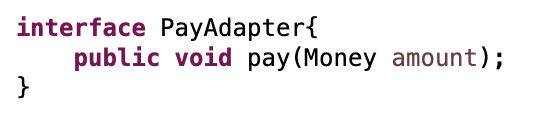 interface PayAdapter{
    public void pay(Money amount);
}